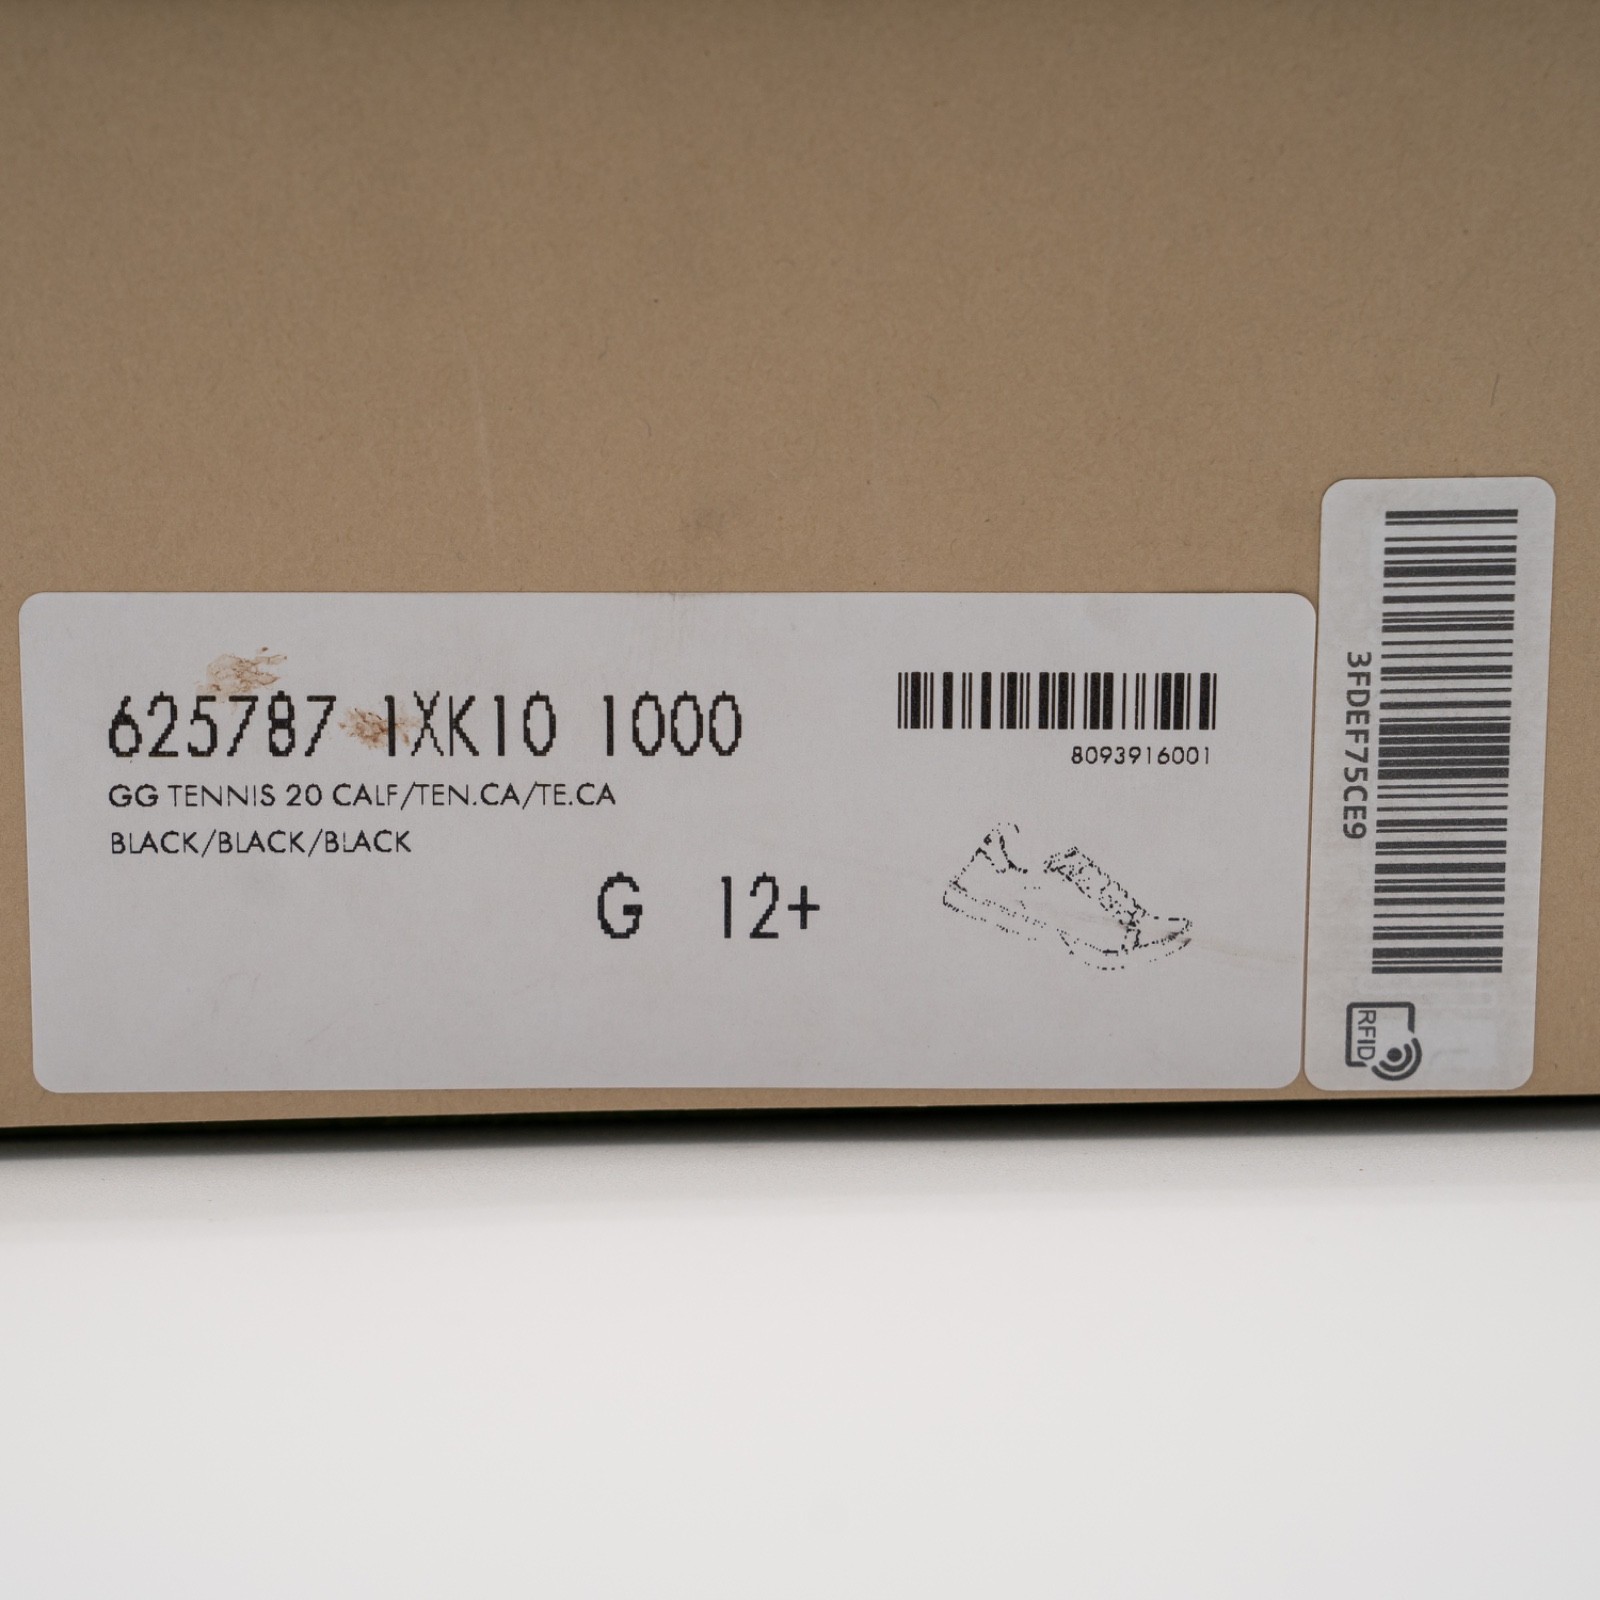 625787 1XK10 1000
GG TENNIS 20 CALF/TEN.CA/TE.CA
BLACK/BLACK/BLACK
G 12+
8093916001
3FDEF75CE9
RFID